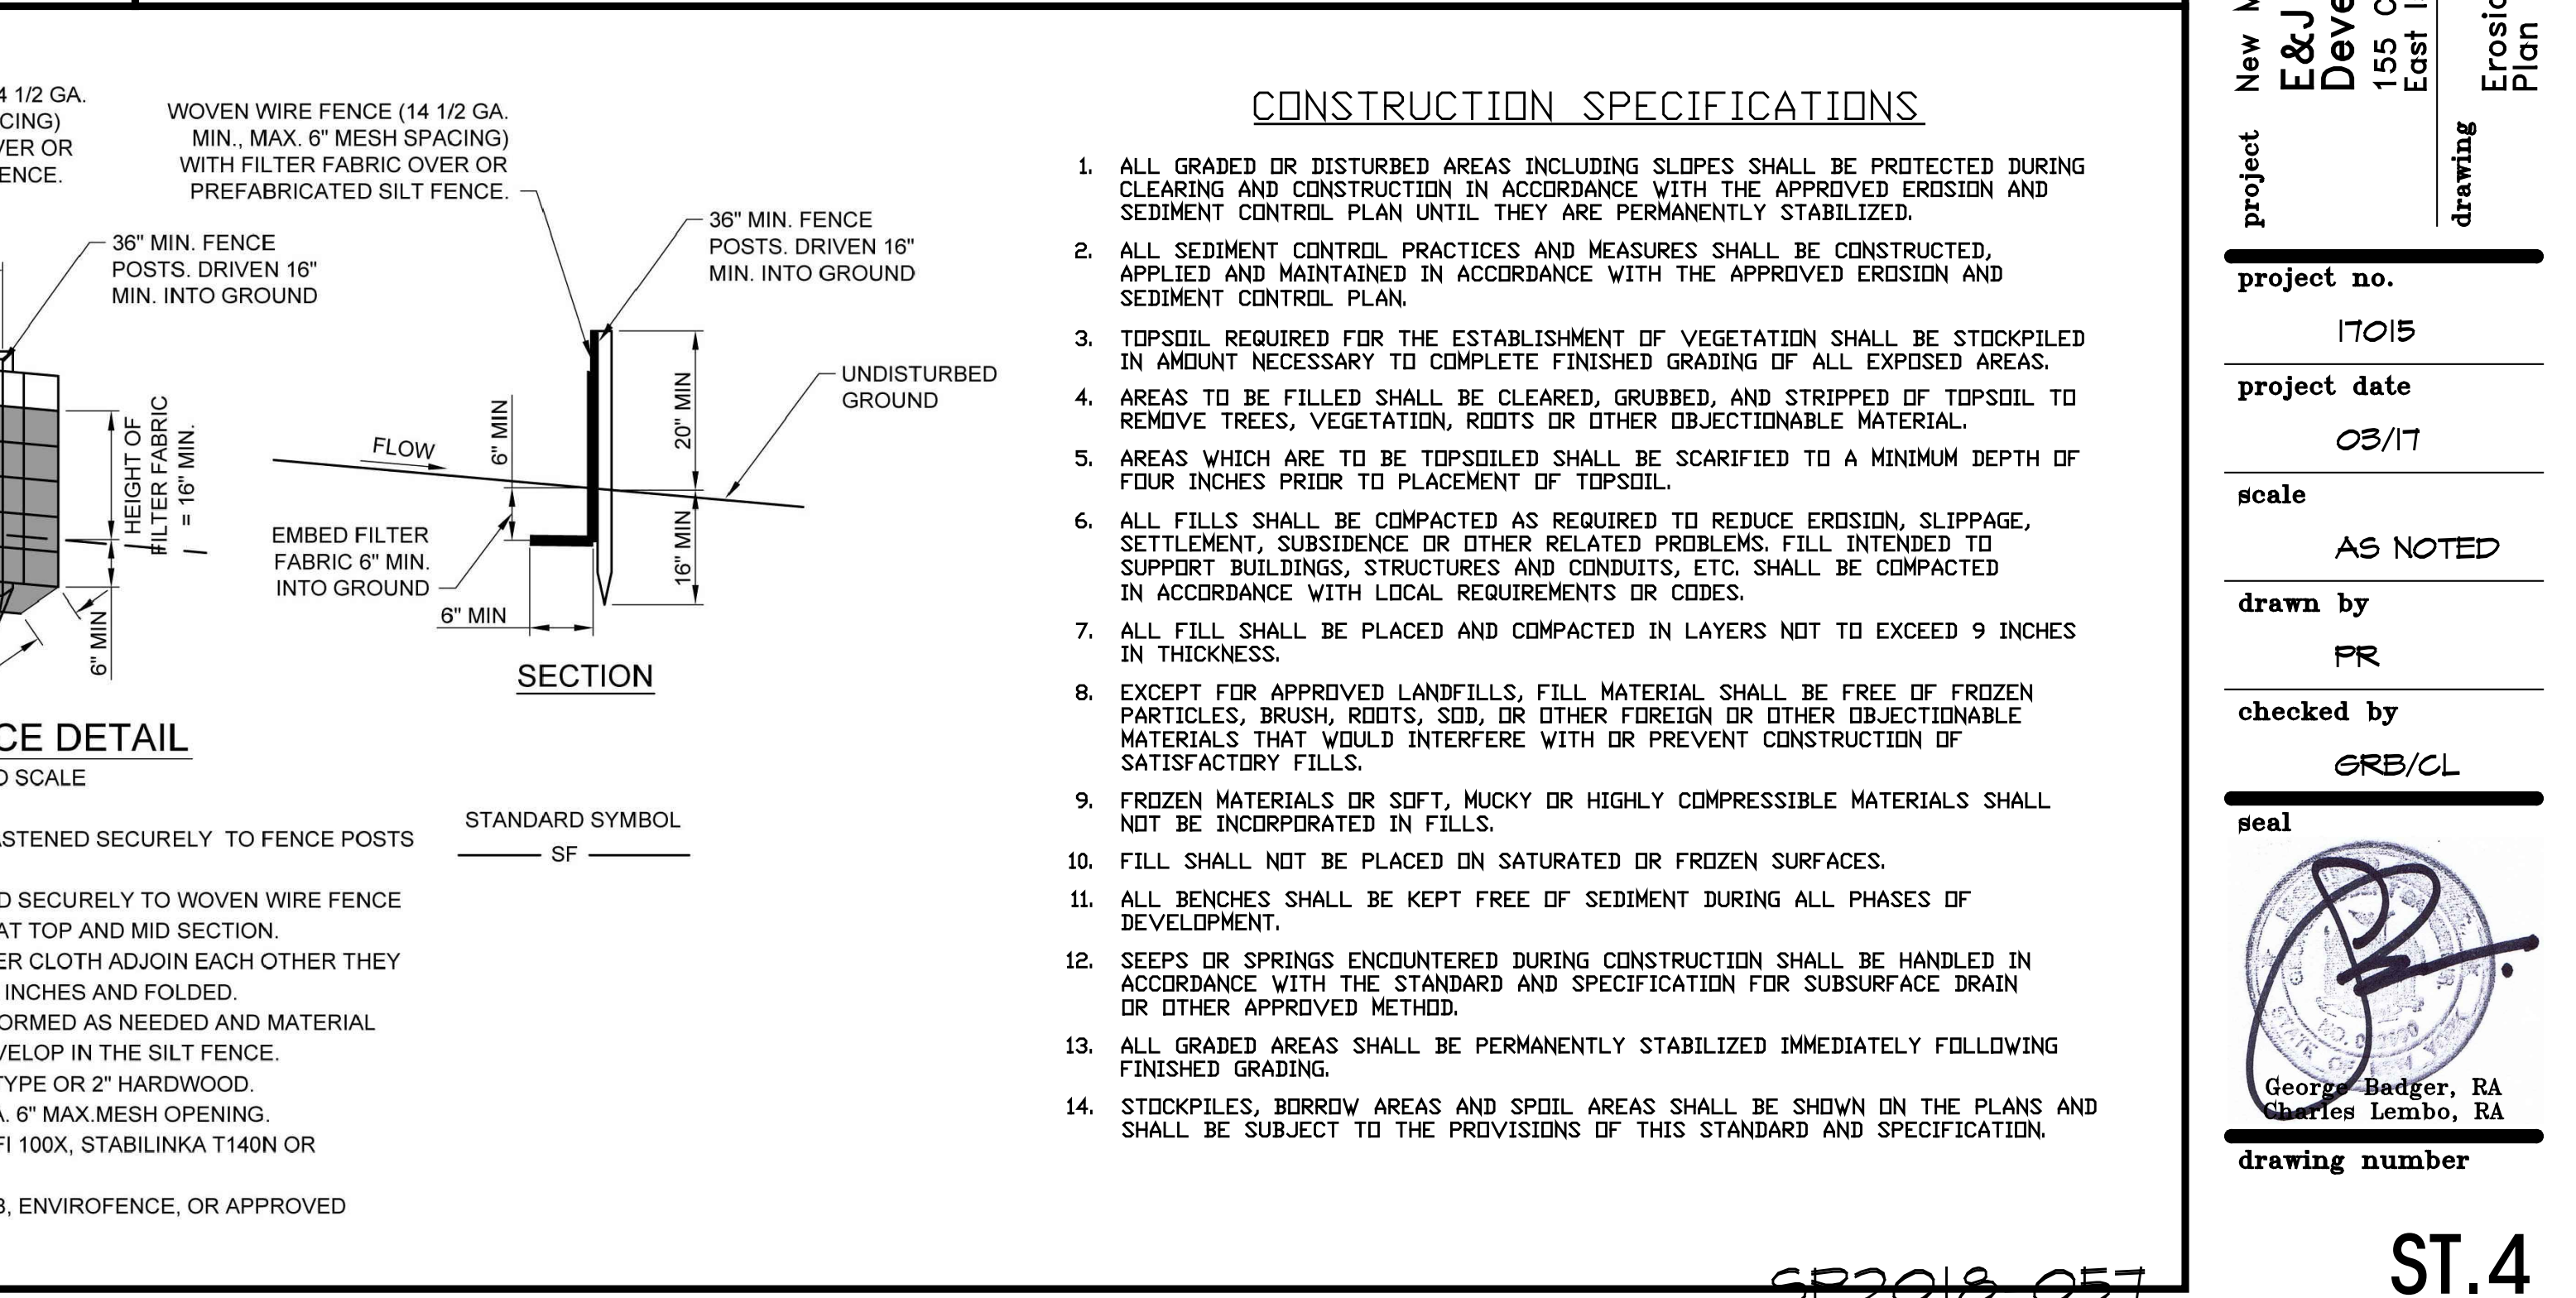 4 1/2 GA.
CING)
VER OR
ENCE.
36" MIN. FENCE
POSTS. DRIVEN 16"
MIN. INTO GROUND
HEIGHT OF
FILTER FABRIC
= 16" MIN.
6" MIN
WOVEN WIRE FENCE (14 1/2 GA.
MIN., MAX. 6" MESH SPACING)
WITH FILTER FABRIC OVER OR
PREFABRICATED SILT FENCE.
36" MIN. FENCE
POSTS. DRIVEN 16"
MIN. INTO GROUND
UNDISTURBED
GROUND
FLOW
6" MIN
20" MIN
16" MIN
EMBED FILTER
FABRIC 6" MIN.
INTO GROUND
6" MIN
SECTION
CE DETAIL
O SCALE
STANDARD SYMBOL
SF
ASTENED SECURELY TO FENCE POSTS
D SECURELY TO WOVEN WIRE FENCE
AT TOP AND MID SECTION.
ER CLOTH ADJOIN EACH OTHER THEY
INCHES AND FOLDED.
ORMED AS NEEDED AND MATERIAL
VELOP IN THE SILT FENCE.
TYPE OR 2" HARDWOOD.
A. 6" MAX.MESH OPENING.
FI 100X, STABILINKA T140N OR
B, ENVIROFENCE, OR APPROVED
CONSTRUCTION SPECIFICATIONS
1. ALL GRADED OR DISTURBED AREAS INCLUDING SLOPES SHALL BE PROTECTED DURING
CLEARING AND CONSTRUCTION IN ACCORDANCE WITH THE APPROVED EROSION AND
SEDIMENT CONTROL PLAN UNTIL THEY ARE PERMANENTLY STABILIZED.
2. ALL SEDIMENT CONTROL PRACTICES AND MEASURES SHALL BE CONSTRUCTED,
APPLIED AND MAINTAINED IN ACCORDANCE WITH THE APPROVED EROSION AND
SEDIMENT CONTROL PLAN.
3. TOPSOIL REQUIRED FOR THE ESTABLISHMENT OF VEGETATION SHALL BE STOCKPILED
IN AMOUNT NECESSARY TO COMPLETE FINISHED GRADING OF ALL EXPOSED AREAS.
4. AREAS TO BE FILLED SHALL BE CLEARED, GRUBBED, AND STRIPPED OF TOPSOIL TO
REMOVE TREES, VEGETATION, ROOTS OR OTHER OBJECTIONABLE MATERIAL.
5. AREAS WHICH ARE TO BE TOPSOILED SHALL BE SCARIFIED TO A MINIMUM DEPTH OF
FOUR INCHES PRIOR TO PLACEMENT OF TOPSOIL.
6. ALL FILLS SHALL BE COMPACTED AS REQUIRED TO REDUCE EROSION, SLIPPAGE,
SETTLEMENT, SUBSIDENCE OR OTHER RELATED PROBLEMS. FILL INTENDED TO
SUPPORT BUILDINGS, STRUCTURES AND CONDUITS, ETC. SHALL BE COMPACTED
IN ACCORDANCE WITH LOCAL REQUIREMENTS OR CODES.
7. ALL FILL SHALL BE PLACED AND COMPACTED IN LAYERS NOT TO EXCEED 9 INCHES
IN THICKNESS.
8. EXCEPT FOR APPROVED LANDFILLS, FILL MATERIAL SHALL BE FREE OF FROZEN
PARTICLES, BRUSH, ROOTS, SOD, OR OTHER FOREIGN OR OTHER OBJECTIONABLE
MATERIALS THAT WOULD INTERFERE WITH OR PREVENT CONSTRUCTION OF
SATISFACTORY FILLS.
9. FROZEN MATERIALS OR SOFT, MUCKY OR HIGHLY COMPRESSIBLE MATERIALS SHALL
NOT BE INCORPORATED IN FILLS.
10. FILL SHALL NOT BE PLACED ON SATURATED OR FROZEN SURFACES.
11. ALL BENCHES SHALL BE KEPT FREE OF SEDIMENT DURING ALL PHASES OF
DEVELOPMENT.
12. SEEPS OR SPRINGS ENCOUNTERED DURING CONSTRUCTION SHALL BE HANDLED IN
ACCORDANCE WITH THE STANDARD AND SPECIFICATION FOR SUBSURFACE DRAIN
OR OTHER APPROVED METHOD.
13. ALL GRADED AREAS SHALL BE PERMANENTLY STABILIZED IMMEDIATELY FOLLOWING
FINISHED GRADING.
14. STOCKPILES, BORROW AREAS AND SPOIL AREAS SHALL BE SHOWN ON THE PLANS AND
SHALL BE SUBJECT TO THE PROVISIONS OF THIS STANDARD AND SPECIFICATION.
SP2018-057
project
New M
E&J
Deve
155 C
East Is
drawing
Erosio
Plan
project no.
17015
project date
03/17
scale
AS NOTED
drawn by
PR
checked by
GRB/CL
seal
STATE OF NEW YORK
George Badger, RA
Charles Lembo, RA
drawing number
ST.4